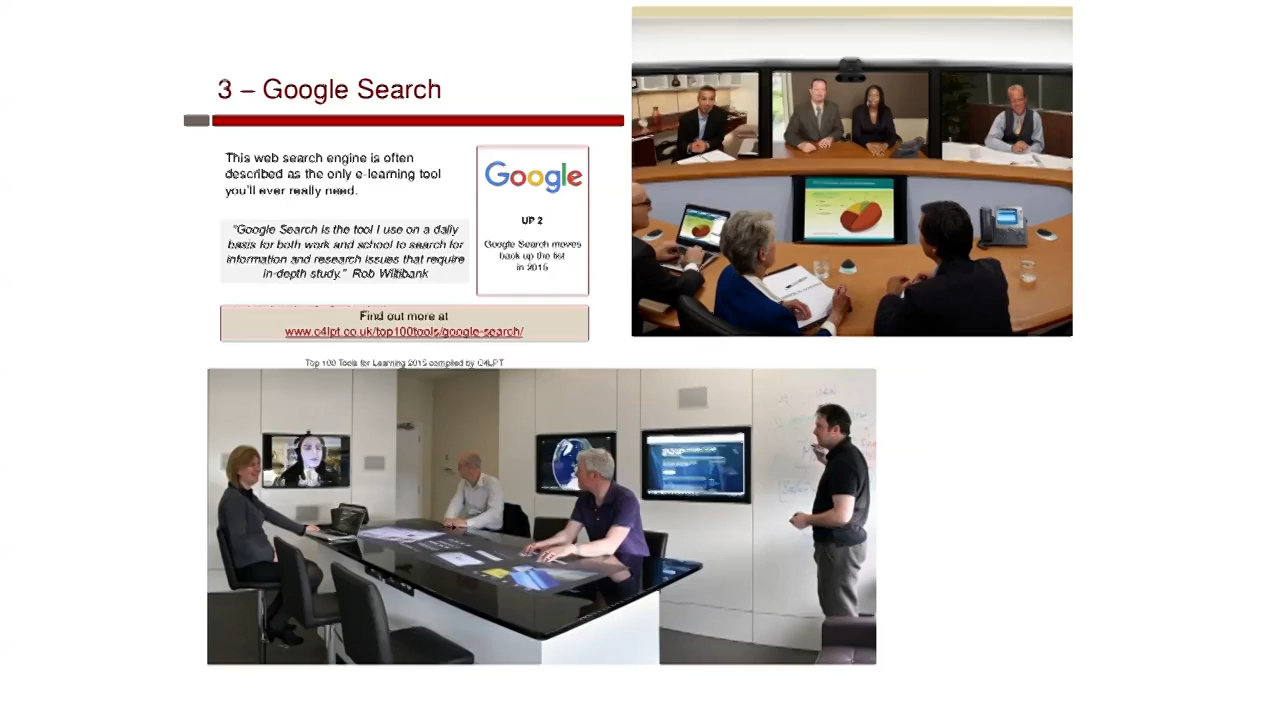 3 – Google Search
This web search engine is often
described as the only e-learning tool
you'll ever really need.
"Google Search is the tool I use on a daily
basis for both work and school to search for
information and research issues that require
in-depth study." Rob Wiltibank
Google
UP 2
Google Search moves
back up the list
in 2015
Find out more at
www.c4lpt.co.uk/top100tools/google-search/
Top 100 Tools for Learning 2015 compiled by C4LPT